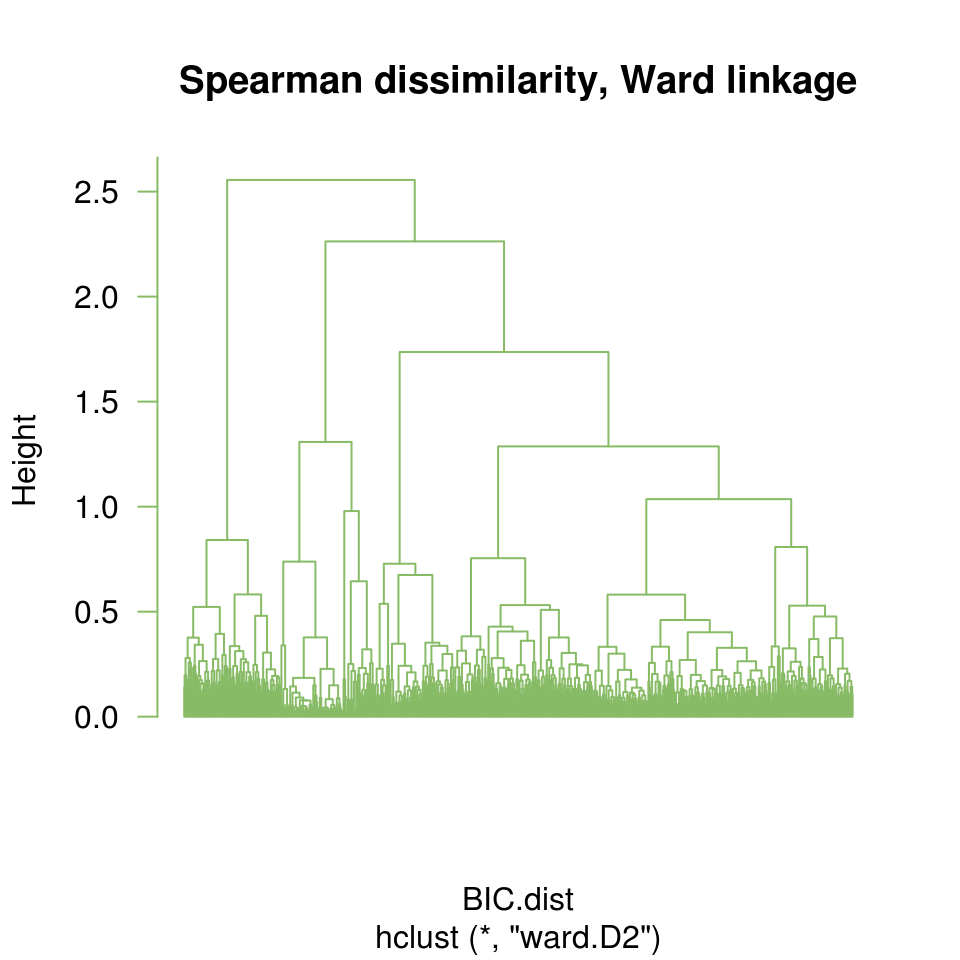 Spearman dissimilarity, Ward linkage
2.5
2.0
1.5
1.0
0.5
0.0
Height
BIC.dist
hclust (*, "ward.D2")